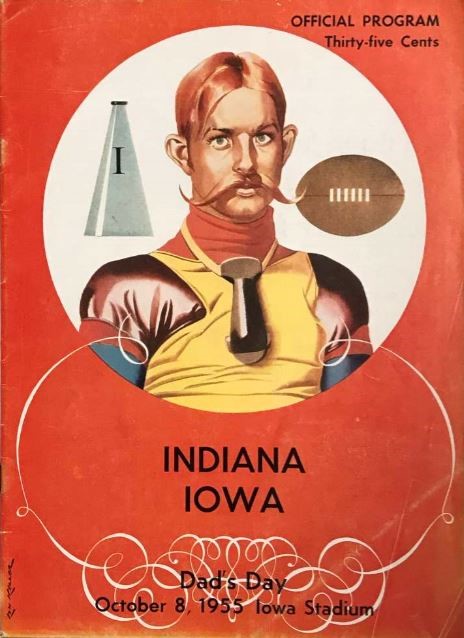 OFFICIAL PROGRAM
Thirty-five Cents
I
INDIANA
IOWA
Dad's Day
October 8, 1955 Iowa Stadium